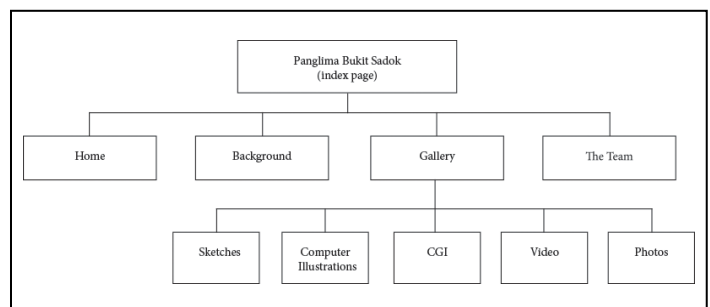 Panglima Bukit Sadok
(index page)
Home
Background
Gallery
The Team
Sketches
Computer
Illustrations
CGI
Video
Photos